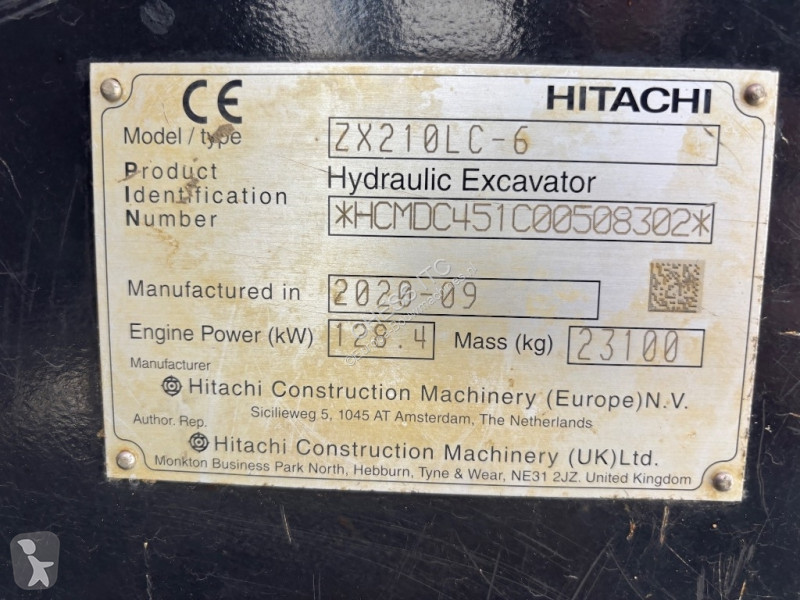 CE HITACHI
Model / type ZX210LC-6
Product
Identification Hydraulic Excavator
Number *HCMDC451C00508302*
Manufactured in 2020-09
Engine Power (kW) 128.4 Mass (kg) 23100
Manufacturer
Hitachi Construction Machinery (Europe)N.V.
Sicilieweg 5, 1045 AT Amsterdam, The Netherlands
Author. Rep.
Hitachi Construction Machinery (UK)Ltd.
Monkton Business Park North, Hebburn, Tyne & Wear, NE31 2JZ. United Kingdom